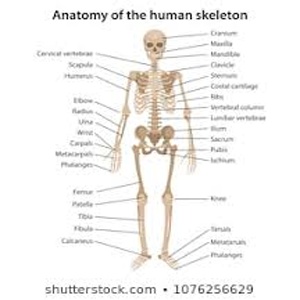 Anatomy of the human skeleton
Cranium
Maxilla
Mandible
Clavicle
Sternum
Costal cartilage
Ribs
Vertebral column
Lumbar vertebrae
Ilium
Sacrum
Pubis
Ischium
Knee
Tarsals
Metatarsals
Phalanges
Cervical vertebrae
Scapula
Humerus
Elbow
Radius
Ulna
Wrist
Carpals
Metacarpals
Phalanges
Femur
Patella
Tibia
Fibula
Calcaneus
shutterstock.com • 1076256629